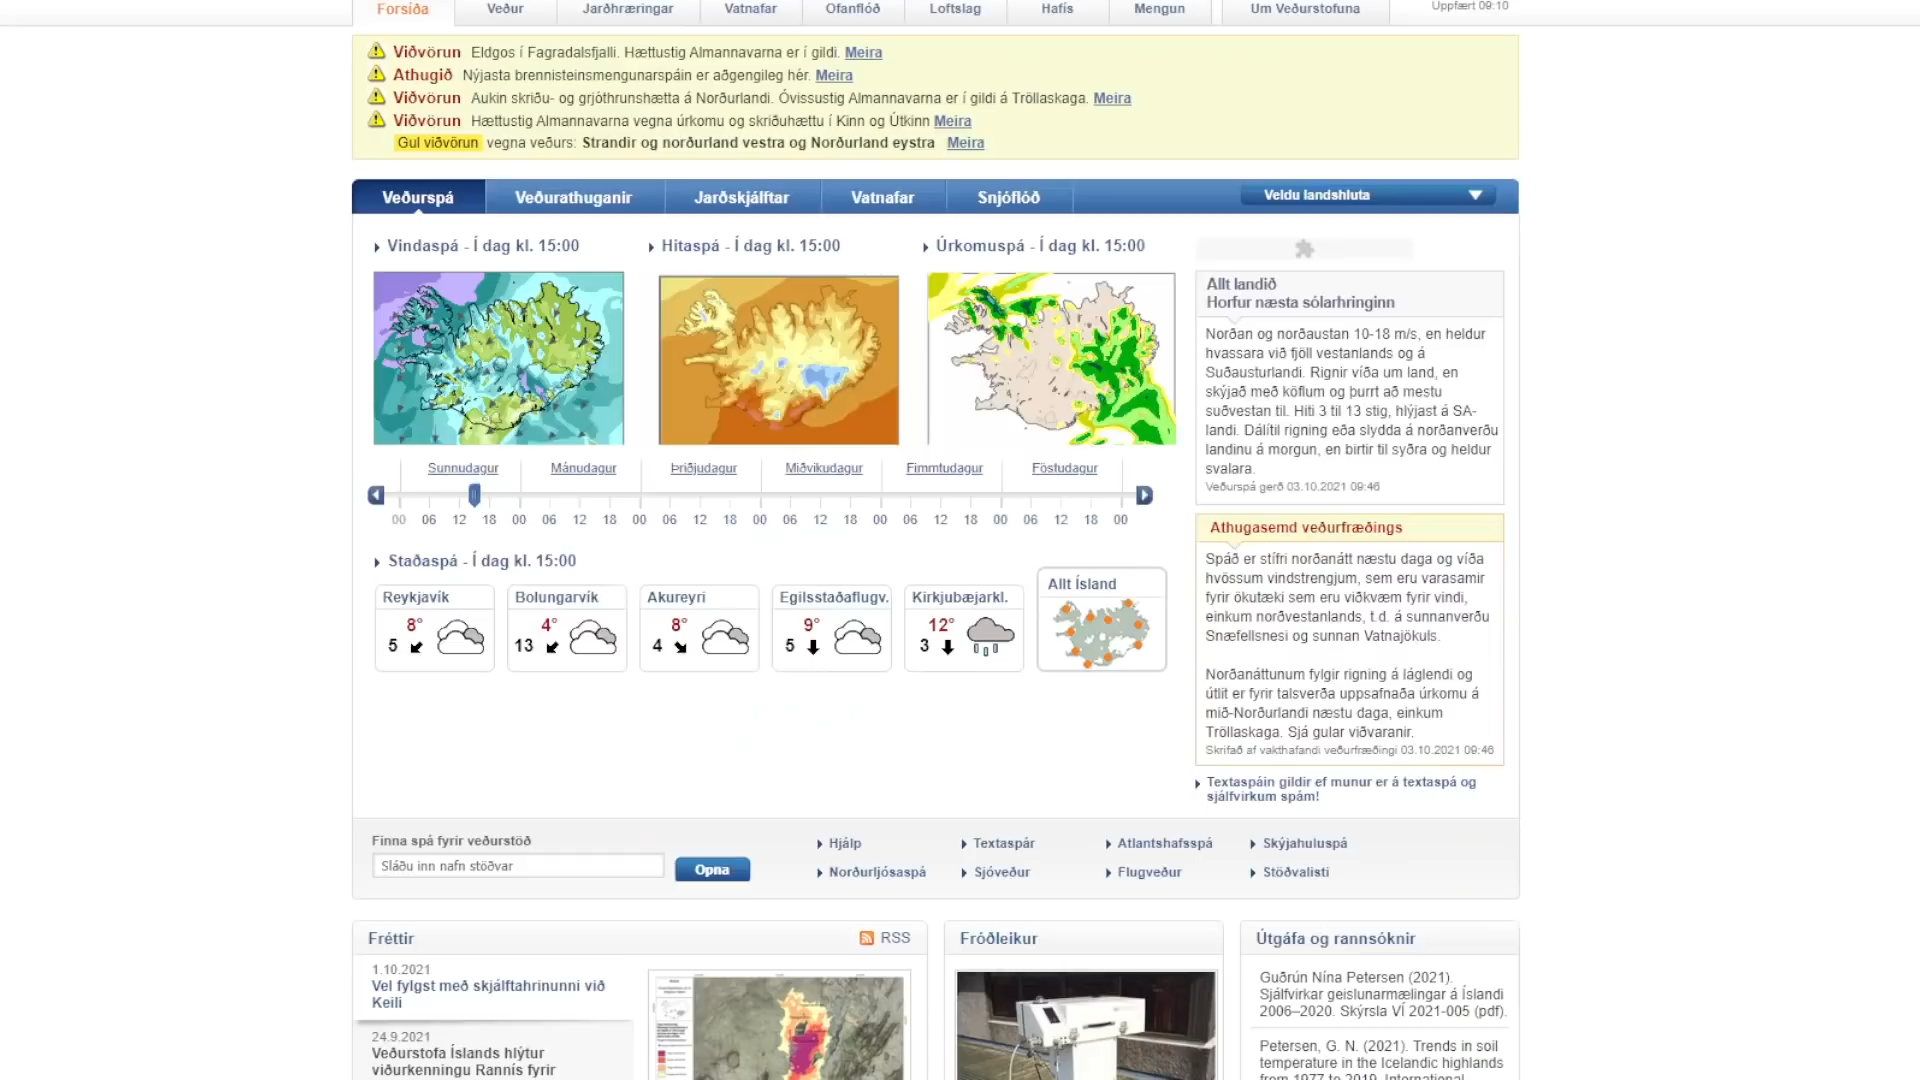 Forsíða Veður Jarðhræringar Vatnafar Ofanflóð Loftslag Hafís Mengun Um Veðurstofuna Uppfært 09:10
Viðvörun Eldgos í Fagradalsfjalli. Hættustig Almannavarna er í gildi. Meira
Athugið Nýjasta brennisteinsmengunarspáin er aðgengileg hér. Meira
Viðvörun Aukin skriðu- og grjóthrunshætta á Norðurlandi. Óvissustig Almannavarna er í gildi á Tröllaskaga. Meira
Viðvörun Hættustig Almannavarna vegna úrkomu og skriðuhættu í Kinn og Útkinn Meira
Gul viðvörun vegna veðurs: Strandir og norðurland vestra og Norðurland eystra Meira
Veðurspá Veðurathuganir Jarðskjálftar Vatnafar Snjóflóð Veldu landshluta
Vindaspá - Í dag kl. 15:00 Hitaspá - Í dag kl. 15:00 Úrkomuspá - Í dag kl. 15:00
Sunnudagur Mánudagur Þriðjudagur Miðvikudagur Fimmtudagur Föstudagur
00 06 12 18 00 06 12 18 00 06 12 18 00 06 12 18 00 06 12 18 00 06 12 18 00
Staðaspá - Í dag kl. 15:00
Reykjavík Bolungarvík Akureyri Egilsstaðaflugv. Kirkjubæjarkl. Allt Ísland
8° 4° 8° 9° 12°
5 13 4 5 3
Allt landið
Horfur næsta sólarhringinn
Norðan og norðaustan 10-18 m/s, en heldur
hvassara við fjöll vestanlands og á
Suðausturlandi. Rignir víða um land, en
skýjað með köflum og þurrt að mestu
suðvestan til. Hiti 3 til 13 stig, hlýjast á SA-
landi. Dálítil rigning eða slydda á norðanverðu
landinu á morgun, en birtir til syðra og heldur
svalara.
Veðurspá gerð 03.10.2021 09:46
Athugasemd veðurfræðings
Spáð er stífri norðanátt næstu daga og víða
hvössum vindstrengjum, sem eru varasamir
fyrir ökutæki sem eru viðkvæm fyrir vindi,
einkum norðvestanlands, t.d. á sunnanverðu
Snæfellsnesi og sunnan Vatnajökuls.
Norðanáttunum fylgir rigning á láglendi og
útlit er fyrir talsverða uppsafnaða úrkomu á
mið-Norðurlandi næstu daga, einkum
Tröllaskaga. Sjá gular viðvaranir.
Skrifað af vakthafandi veðurfræðingi 03.10.2021 09:46
Textaspáin gildir ef munur er á textaspá og
sjálfvirkum spám!
Finna spá fyrir veðurstöð
Sláðu inn nafn stöðvar Opna
Hjálp Textaspár Atlantshafsspá Skýjahuluspá
Norðurljósaspá Sjóveður Flugveður Stöðvalisti
Fréttir RSS
1.10.2021
Vel fylgst með skjálftahrinunni við
Keili
24.9.2021
Veðurstofa Íslands hlýtur
viðurkenningu Rannís fyrir
Fróðleikur
Útgáfa og rannsóknir
Guðrún Nína Petersen (2021).
Sjálfvirkar geislunarmælingar á Íslandi
2006–2020. Skýrsla VÍ 2021-005 (pdf).
Petersen, G. N. (2021). Trends in soil
temperature in the Icelandic highlands
from 1977 to 2019. International